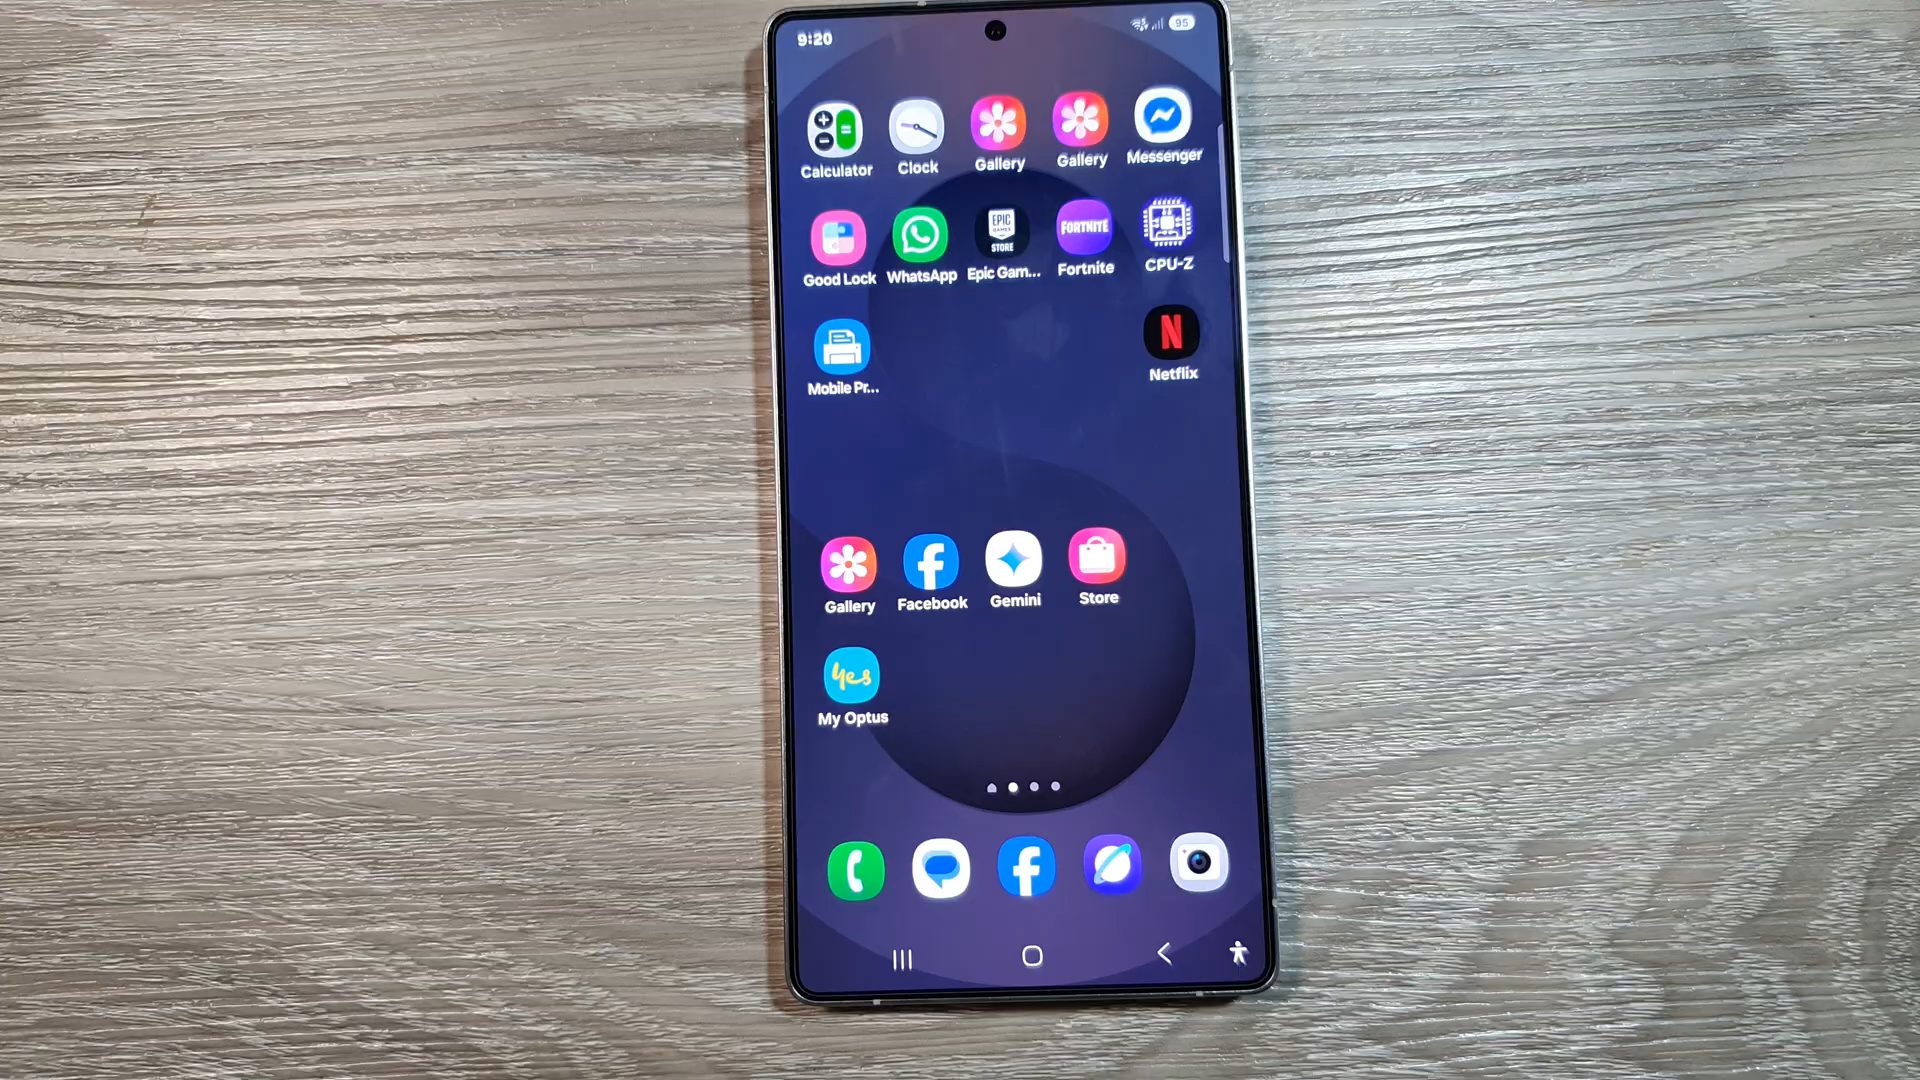 9:20
95
Calculator
Clock
Gallery
Gallery
Messenger
EPIC
GAMES
STORE
FORTNITE
Good Lock
WhatsApp
Epic Gam...
Fortnite
CPU-Z
N
Mobile Pr...
Netflix
Gallery
Facebook
Gemini
Store
yes
My Optus